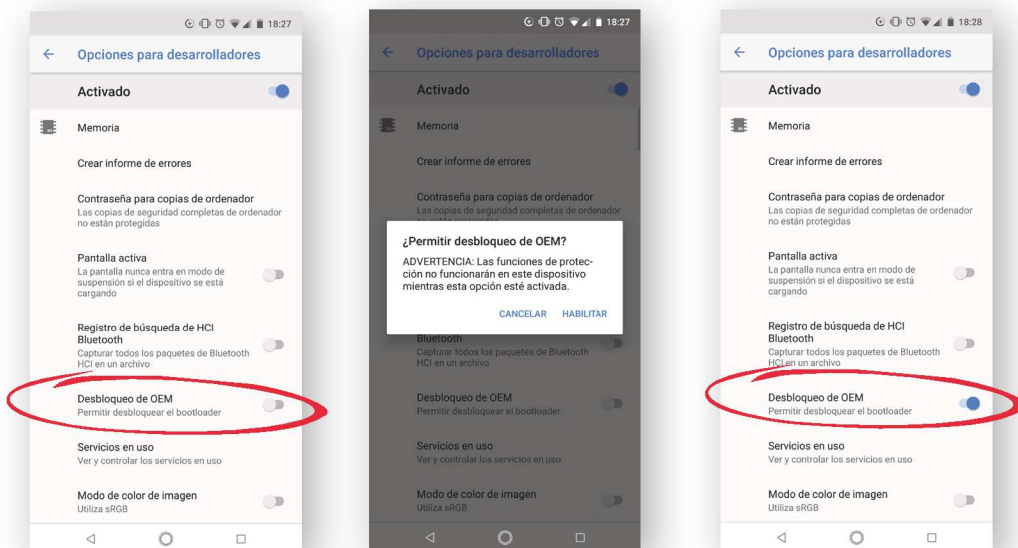 18:27
Opciones para desarrolladores
Activado
Memoria
Crear informe de errores
Contraseña para copias de ordenador
Las copias de seguridad completas de ordenador
no están protegidas
Pantalla activa
La pantalla nunca entra en modo de
suspensión si el dispositivo se está
cargando
Registro de búsqueda de HCI
Bluetooth
Capturar todos los paquetes de Bluetooth
HCI en un archivo
Desbloqueo de OEM
Permitir desbloquear el bootloader
Servicios en uso
Ver y controlar los servicios en uso
Modo de color de imagen
Utiliza sRGB
18:27
Opciones para desarrolladores
Activado
Memoria
Crear informe de errores
Contraseña para copias de ordenador
Las copias de seguridad completas de ordenador
no están protegidas
¿Permitir desbloqueo de OEM?
ADVERTENCIA: Las funciones de protec-
ción no funcionarán en este dispositivo
mientras esta opción esté activada.
CANCELAR HABILITAR
Bluetooth
Capturar todos los paquetes de Bluetooth
HCI en un archivo
Desbloqueo de OEM
Permitir desbloquear el bootloader
Servicios en uso
Ver y controlar los servicios en uso
Modo de color de imagen
Utiliza sRGB
18:28
Opciones para desarrolladores
Activado
Memoria
Crear informe de errores
Contraseña para copias de ordenador
Las copias de seguridad completas de ordenador
no están protegidas
Pantalla activa
La pantalla nunca entra en modo de
suspensión si el dispositivo se está
cargando
Registro de búsqueda de HCI
Bluetooth
Capturar todos los paquetes de Bluetooth
HCI en un archivo
Desbloqueo de OEM
Permitir desbloquear el bootloader
Servicios en uso
Ver y controlar los servicios en uso
Modo de color de imagen
Utiliza sRGB